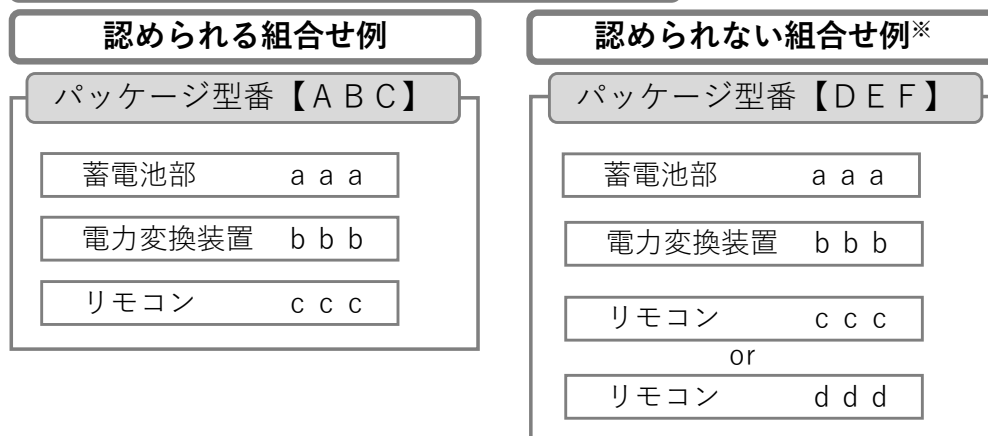 認められる組合せ例
パッケージ型番【ＡＢＣ】
蓄電池部 ａａａ
電力変換装置 ｂｂｂ
リモコン ｃｃｃ
認められない組合せ例※
パッケージ型番【ＤＥＦ】
蓄電池部 ａａａ
電力変換装置 ｂｂｂ
リモコン ｃｃｃ
or
リモコン ｄｄｄ